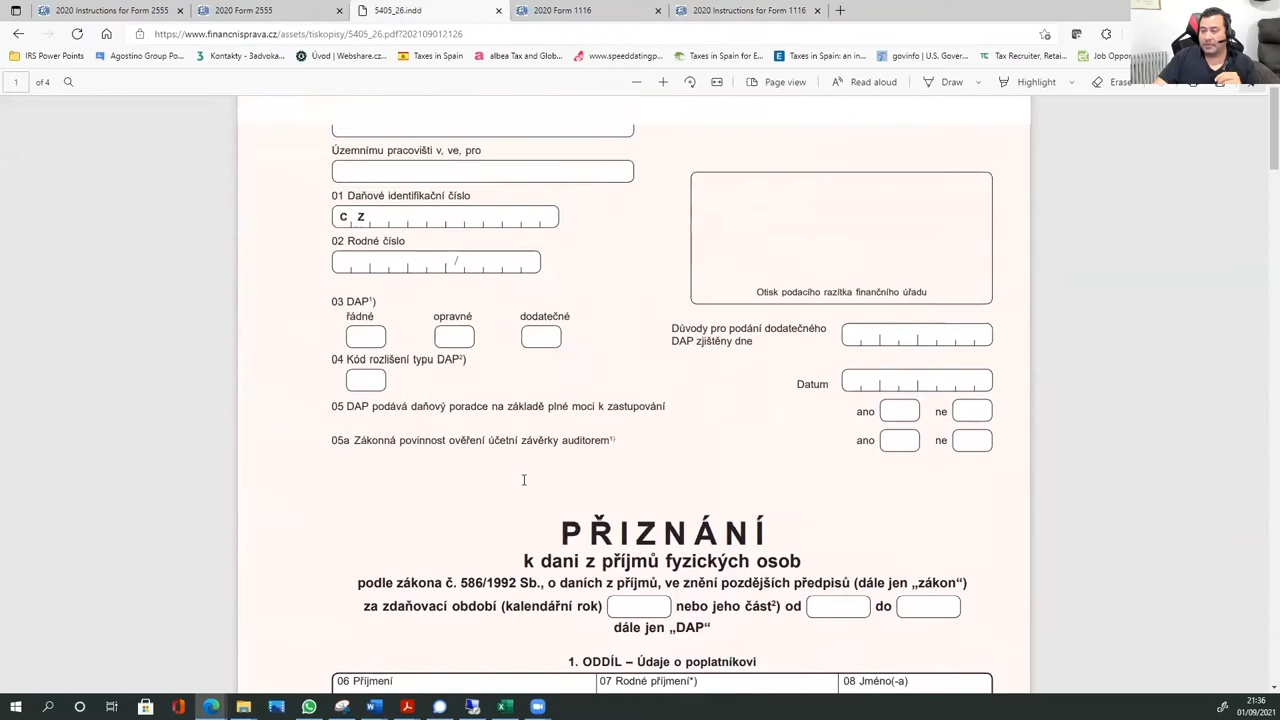 2020 Instructions for Form 2555
2020 Form 2555
5405_26.indd
2020 Form 1116
2020 Instructions for Form 1116
https://www.financnisprava.cz/assets/tiskopisy/5405_26.pdf?202109012126
IRS Power Points
Agostino Group Po...
Kontakty - 3advoka...
Úvod | Webshare.cz...
albea Tax and Glob...
www.speeddatingn...
Taxes in Spain for E...
Taxes in Spain: an in...
govinfo | U.S. Gover...
Tax Recruiter, Retai...
Job Oppor
1 of 4
Page view
Read aloud
Draw
Highlight
Erase
Územnímu pracovišti v, ve, pro
01 Daňové identifikační číslo
C Z
02 Rodné číslo
/
Otisk podacího razítka finančního úřadu
03 DAP1)
řádné opravné dodatečné
Důvody pro podání dodatečného
DAP zjištěny dne
04 Kód rozlišení typu DAP2)
Datum
05 DAP podává daňový poradce na základě plné moci k zastupování ano ne
05a Zákonná povinnost ověření účetní závěrky auditorem1) ano ne
PŘIZNÁNÍ
k dani z příjmů fyzických osob
podle zákona č. 586/1992 Sb., o daních z příjmů, ve znění pozdějších předpisů (dále jen „zákon“)
za zdaňovací období (kalendářní rok) nebo jeho část2) od do
dále jen „DAP“
1. ODDÍL – Údaje o poplatníkovi
06 Příjmení 07 Rodné příjmení*) 08 Jméno(-a)
21:36
01/09/2021